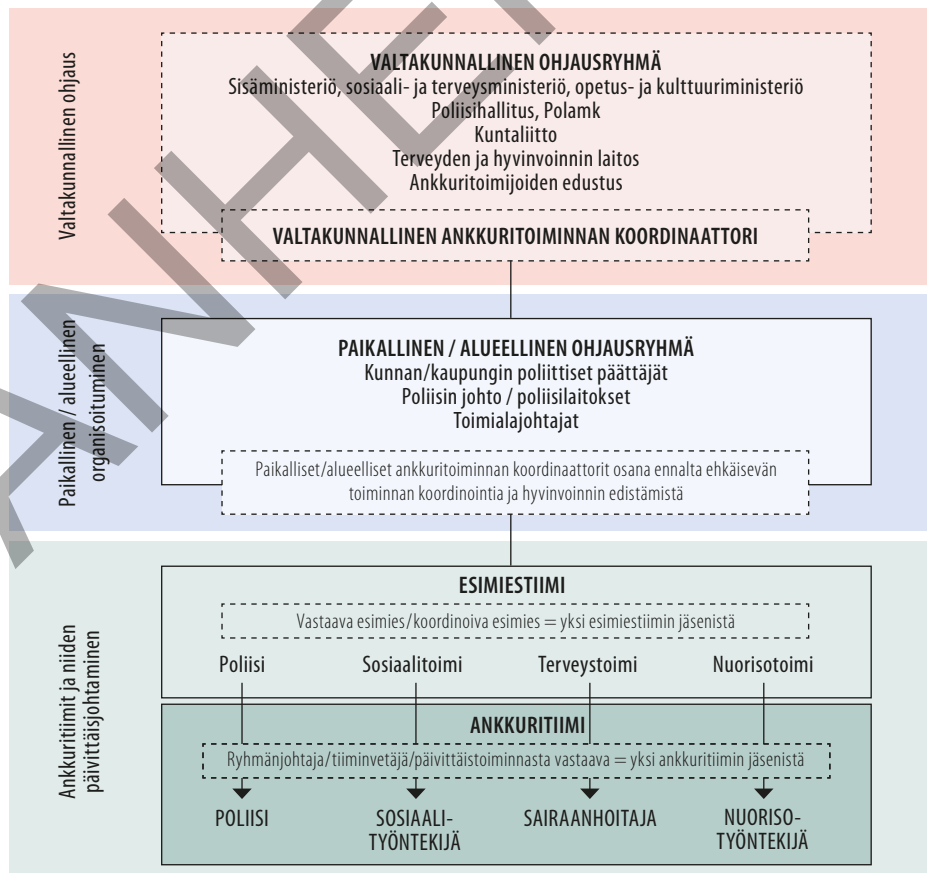 Valtakunnallinen ohjaus
VALTAKUNNALLINEN OHJAUSRYHMÄ
Sisäministeriö, sosiaali- ja terveysministeriö, opetus- ja kulttuuriministeriö
Poliisihallitus, Polamk
Kuntaliitto
Terveyden ja hyvinvoinnin laitos
Ankkuritoimijoiden edustus
VALTAKUNNALLINEN ANKKURITOIMINNAN KOORDINAATTORI
Paikallinen / alueellinen
organisoituminen
PAIKALLINEN / ALUEELLINEN OHJAUSRYHMÄ
Kunnan/kaupungin poliittiset päättäjät
Poliisin johto / poliisilaitokset
Toimialajohtajat
Paikalliset/alueelliset ankkuritoiminnan koordinaattorit osana ennalta ehkäisevän
toiminnan koordinointia ja hyvinvoinnin edistämistä
Ankkuritiimit ja niiden
päivittäisjohtaminen
ESIMIESTIIMI
Vastaava esimies/koordinoiva esimies = yksi esimiestiimin jäsenistä
Poliisi Sosiaalitoimi Terveystoimi Nuorisotoimi
ANKKURITIIMI
Ryhmänjohtaja/tiiminvetäjä/päivittäistoiminnasta vastaava = yksi ankkuritiimin jäsenistä
POLIISI SOSIAALI- SAIRAANHOITAJA NUORISO-
TYÖNTEKIJÄ TYÖNTEKIJÄ